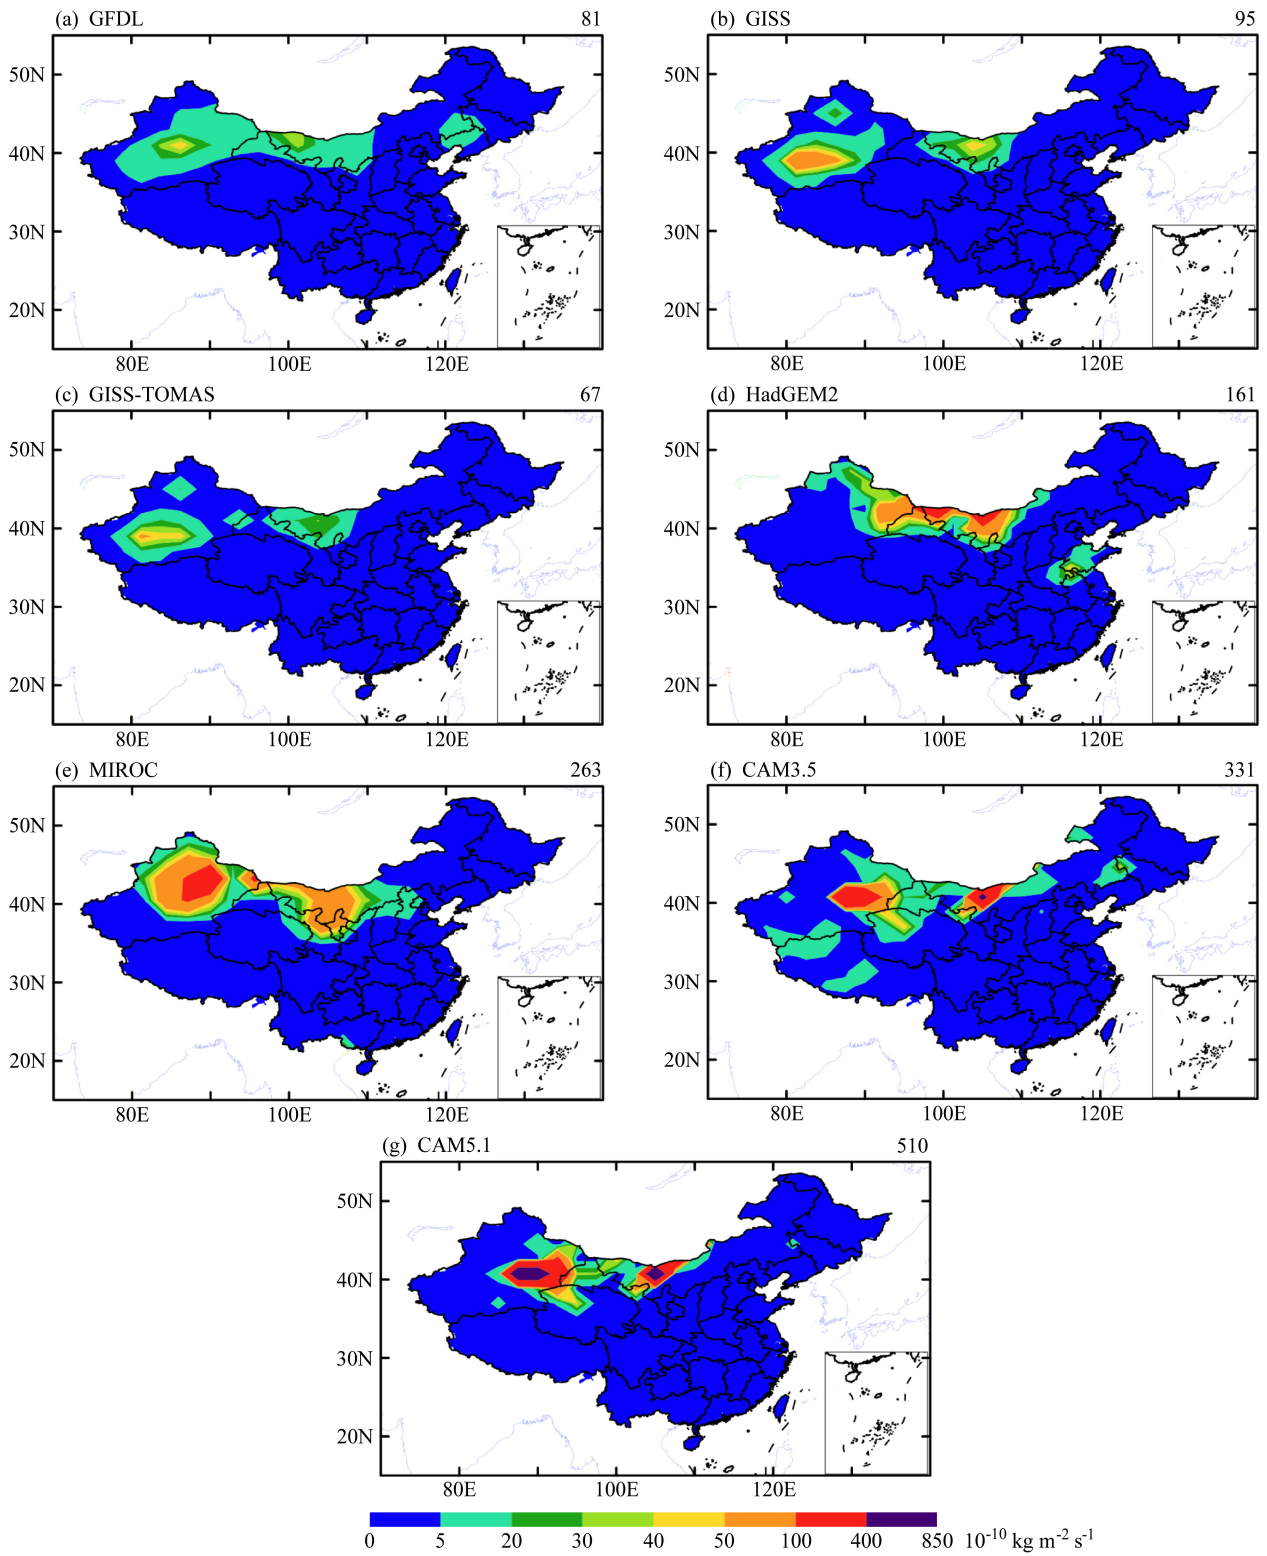 (a) GFDL 81
(b) GISS 95
50N
40N
30N
20N
80E 100E 120E
50N
40N
30N
20N
80E 100E 120E
(c) GISS-TOMAS 67
(d) HadGEM2 161
50N
40N
30N
20N
80E 100E 120E
50N
40N
30N
20N
80E 100E 120E
(e) MIROC 263
(f) CAM3.5 331
50N
40N
30N
20N
80E 100E 120E
50N
40N
30N
20N
80E 100E 120E
(g) CAM5.1 510
50N
40N
30N
20N
80E 100E 120E
0 5 20 30 40 50 100 400 850 10⁻¹⁰ kg m⁻² s⁻¹